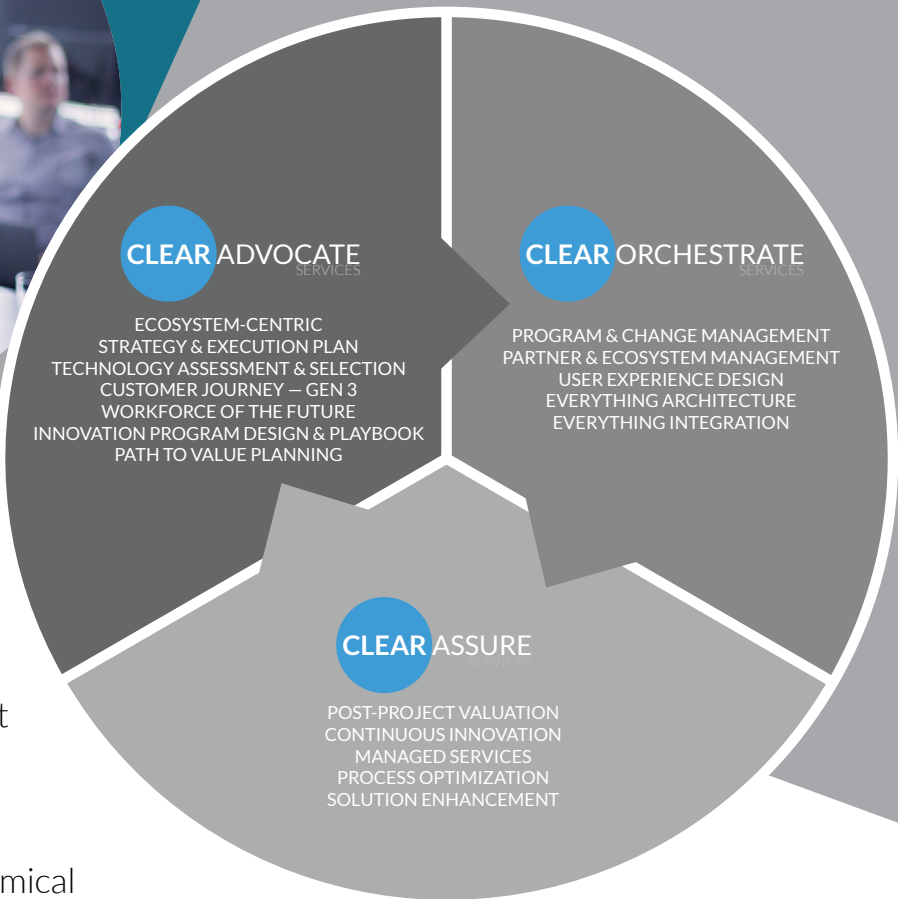 CLEAR ADVOCATE
SERVICES
ECOSYSTEM-CENTRIC
STRATEGY & EXECUTION PLAN
TECHNOLOGY ASSESSMENT & SELECTION
CUSTOMER JOURNEY – GEN 3
WORKFORCE OF THE FUTURE
INNOVATION PROGRAM DESIGN & PLAYBOOK
PATH TO VALUE PLANNING
CLEAR ORCHESTRATE
SERVICES
PROGRAM & CHANGE MANAGEMENT
PARTNER & ECOSYSTEM MANAGEMENT
USER EXPERIENCE DESIGN
EVERYTHING ARCHITECTURE
EVERYTHING INTEGRATION
CLEAR ASSURE
SERVICES
POST-PROJECT VALUATION
CONTINUOUS INNOVATION
MANAGED SERVICES
PROCESS OPTIMIZATION
SOLUTION ENHANCEMENT
t
mical